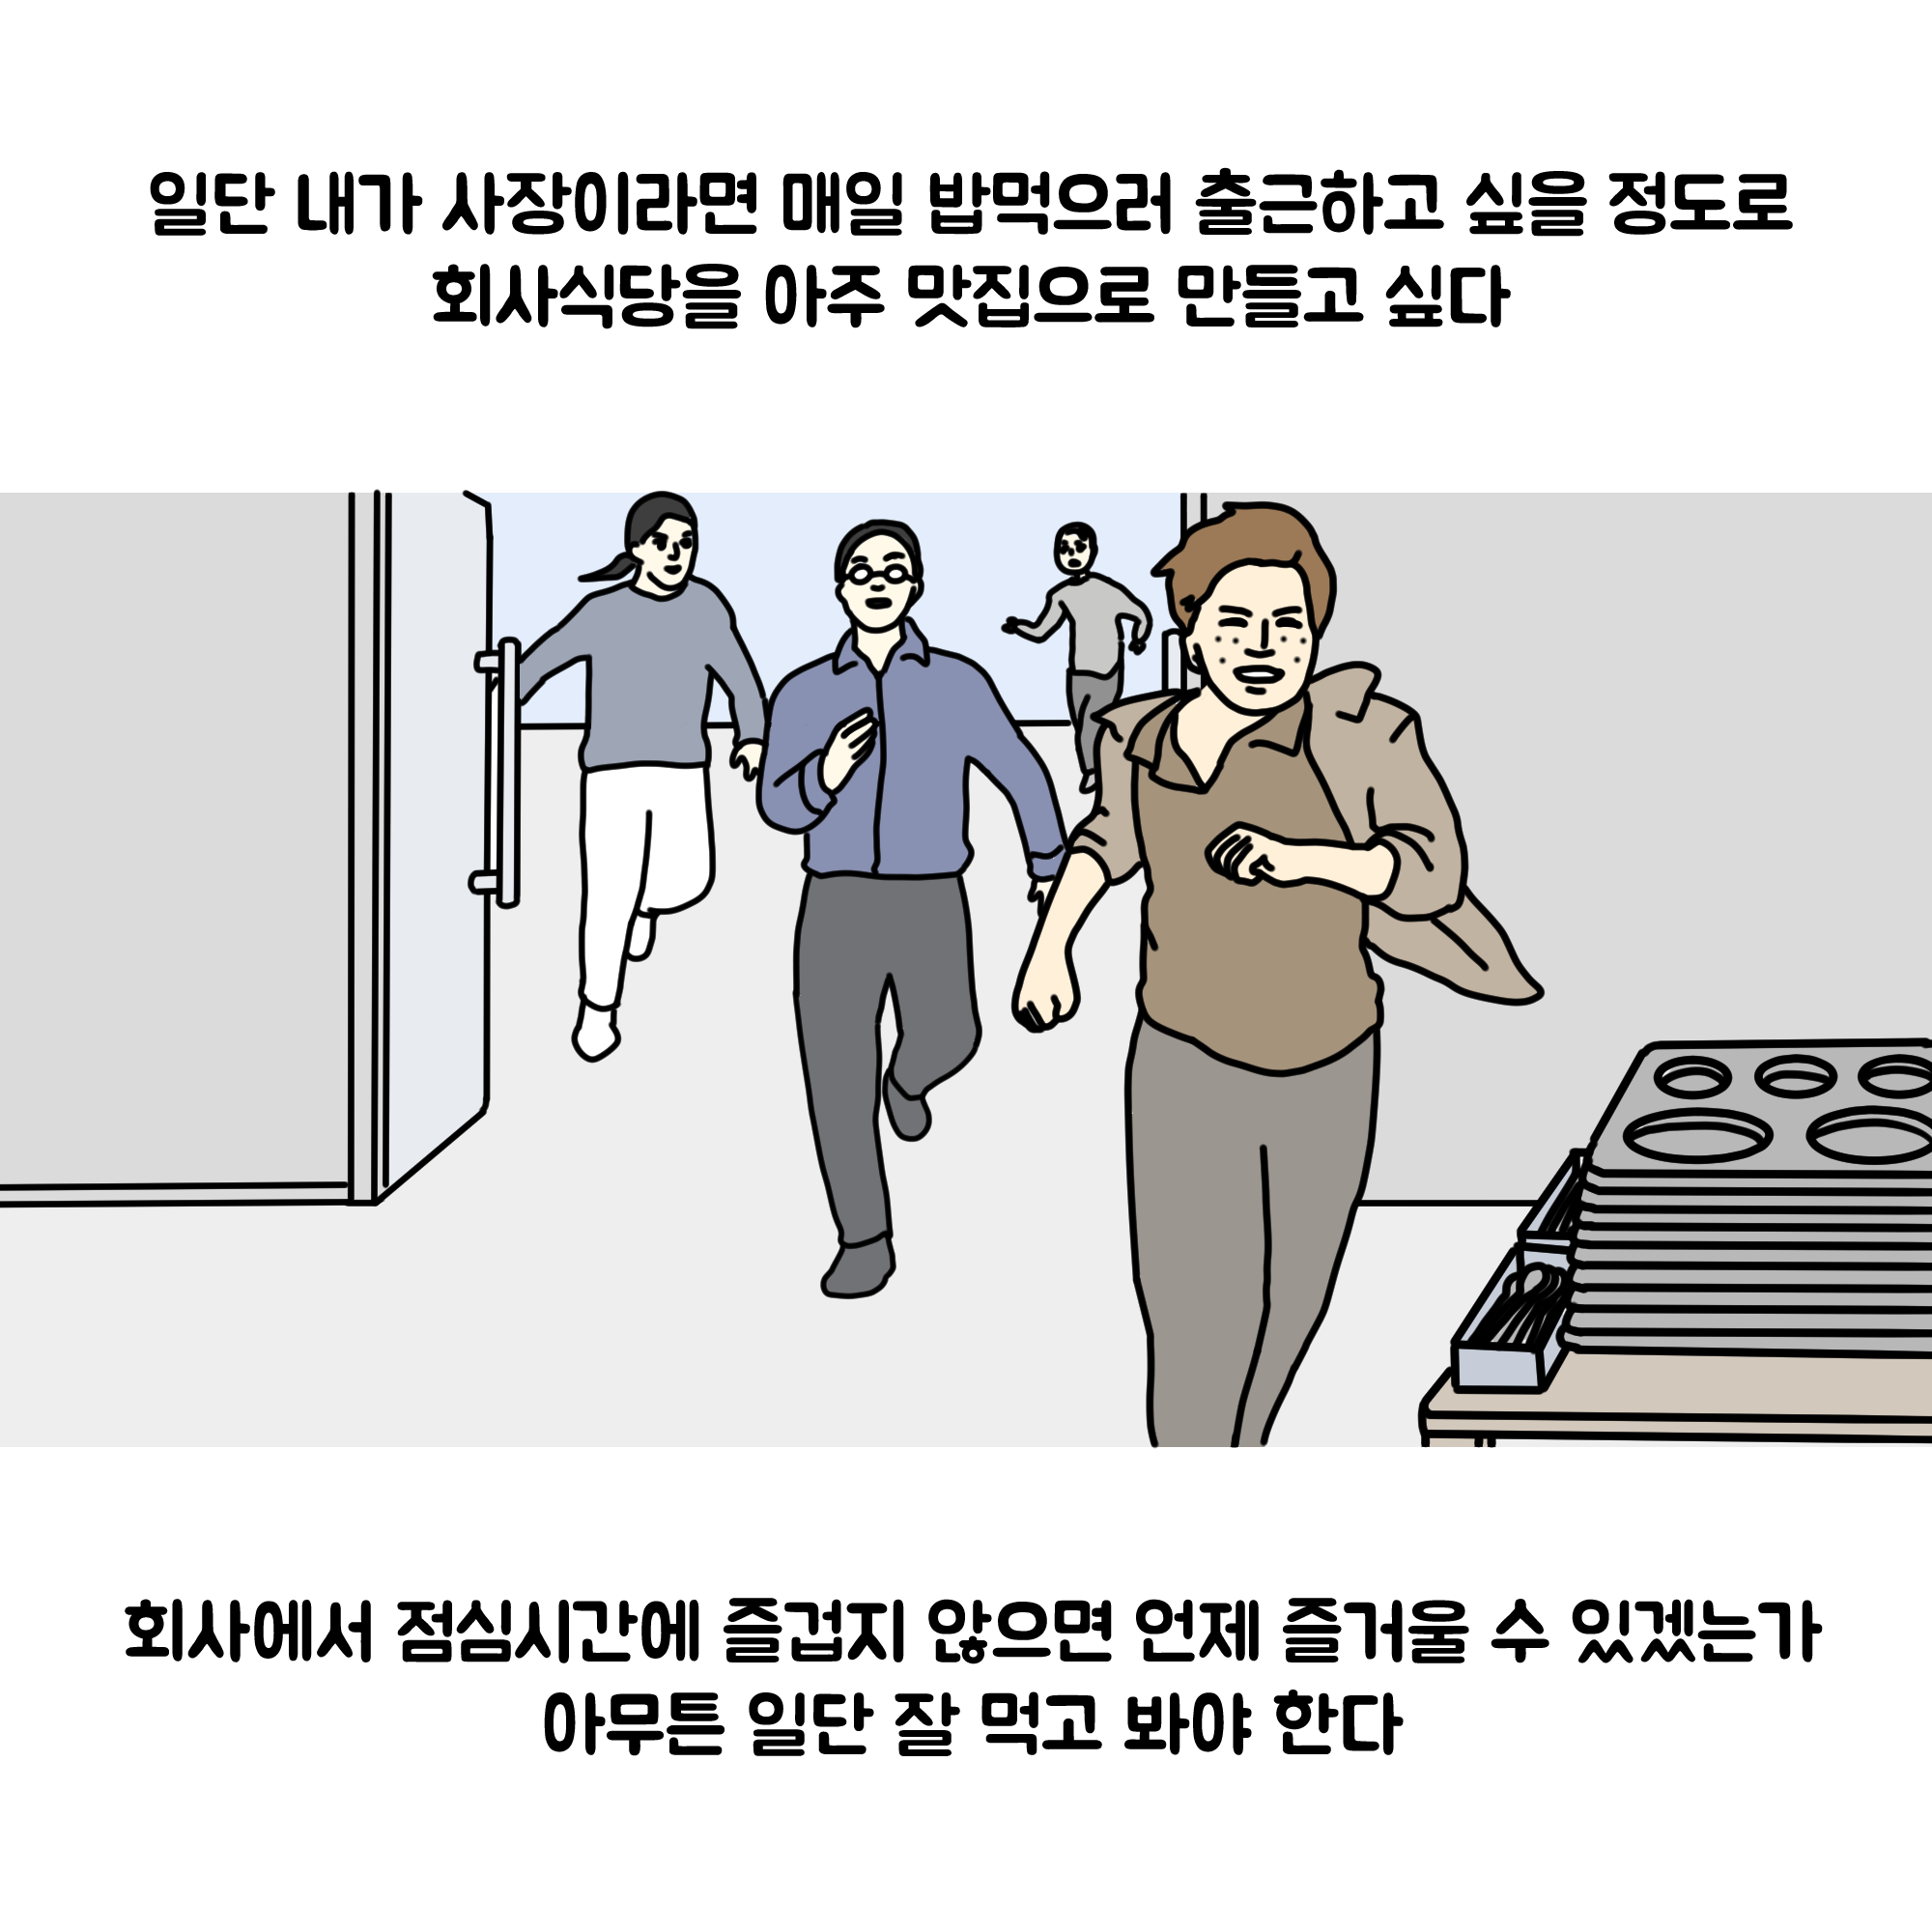 일단 내가 사장이라면 매일 밥먹으러 출근하고 싶을 정도로
회사식당을 아주 맛집으로 만들고 싶다
회사에서 점심시간에 즐겁지 않으면 언제 즐거울 수 있겠는가
아무튼 일단 잘 먹고 봐야 한다